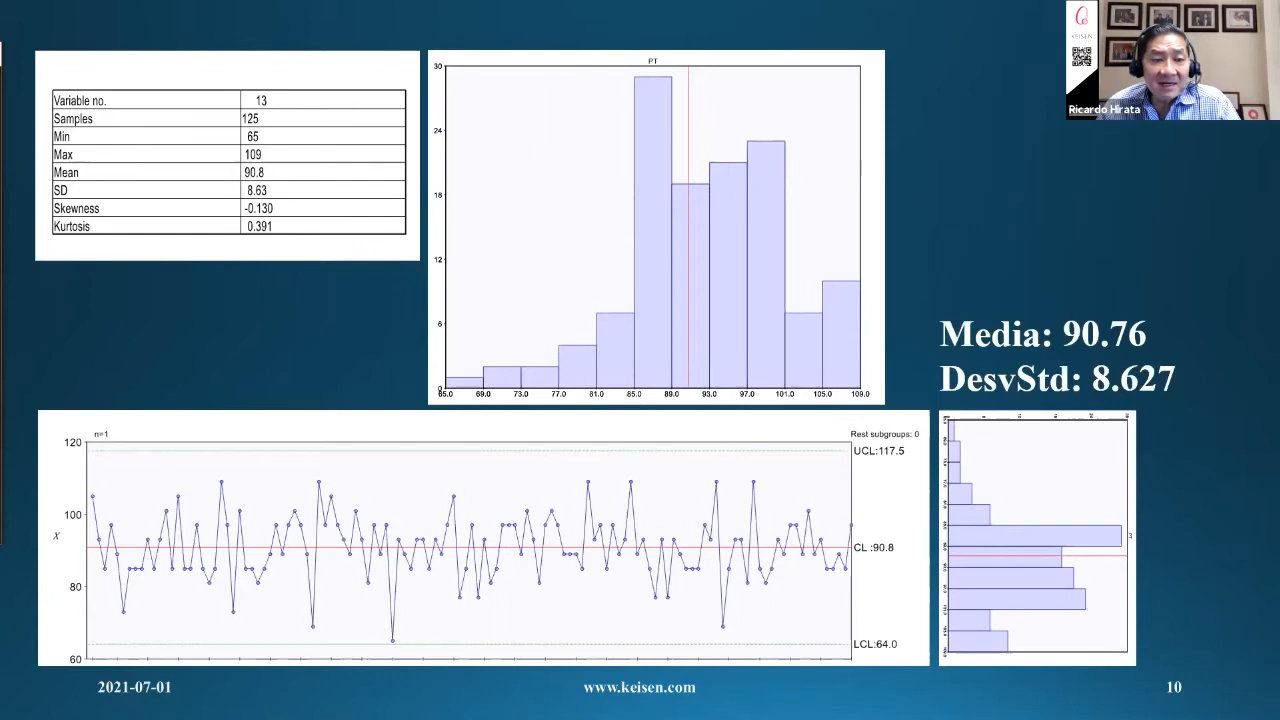 Variable no. 13
Samples 125
Min 65
Max 109
Mean 90.8
SD 8.63
Skewness -0.130
Kurtosis 0.391
PT
30
24
18
12
6
0
65.0 69.0 73.0 77.0 81.0 85.0 89.0 93.0 97.0 101.0 105.0 109.0
KEISEN
Ricardo Hirata
Media: 90.76
DesvStd: 8.627
n=1
Rest subgroups: 0
120
UCL:117.5
100
x
CL :90.8
80
LCL:64.0
60
PT
2021-07-01
www.keisen.com
10